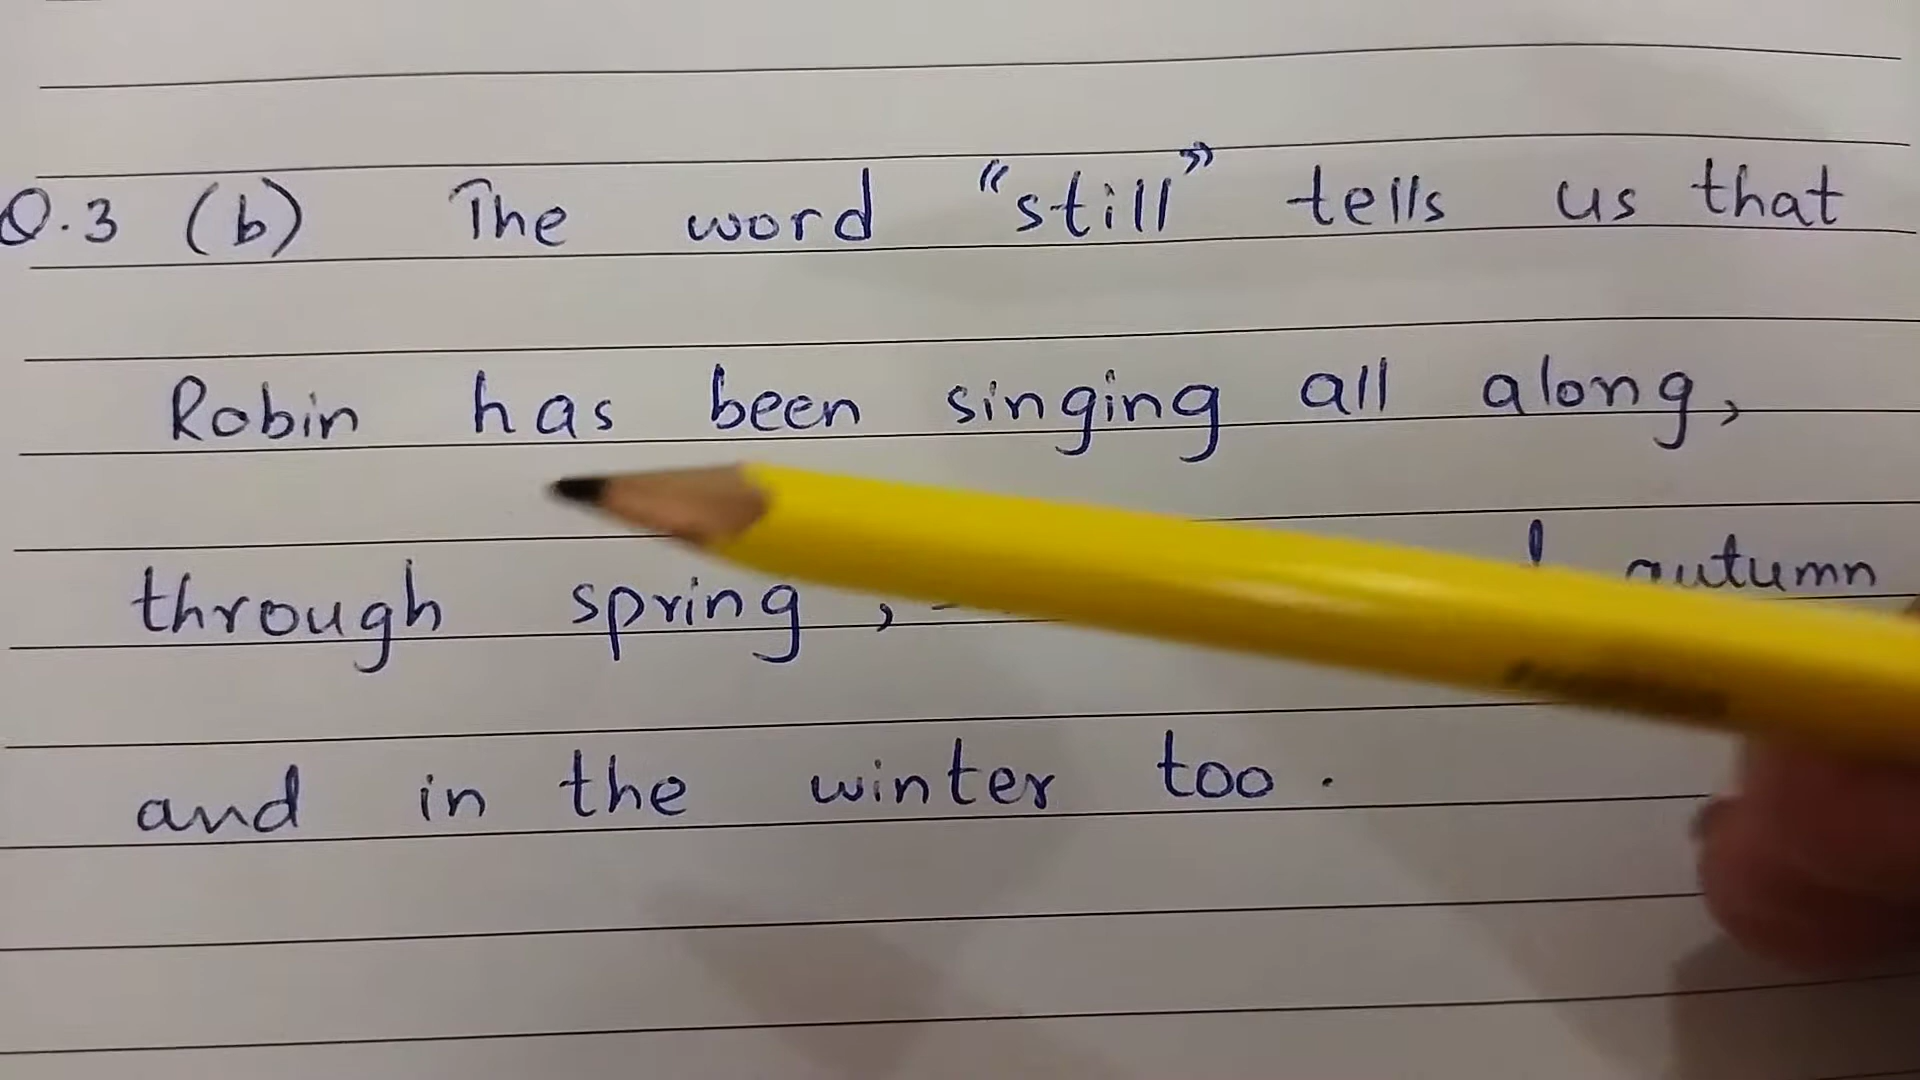 Q.3 (b) The word "still" tells us that
Robin has been singing all along,
through spring, autumn
and in the winter too.